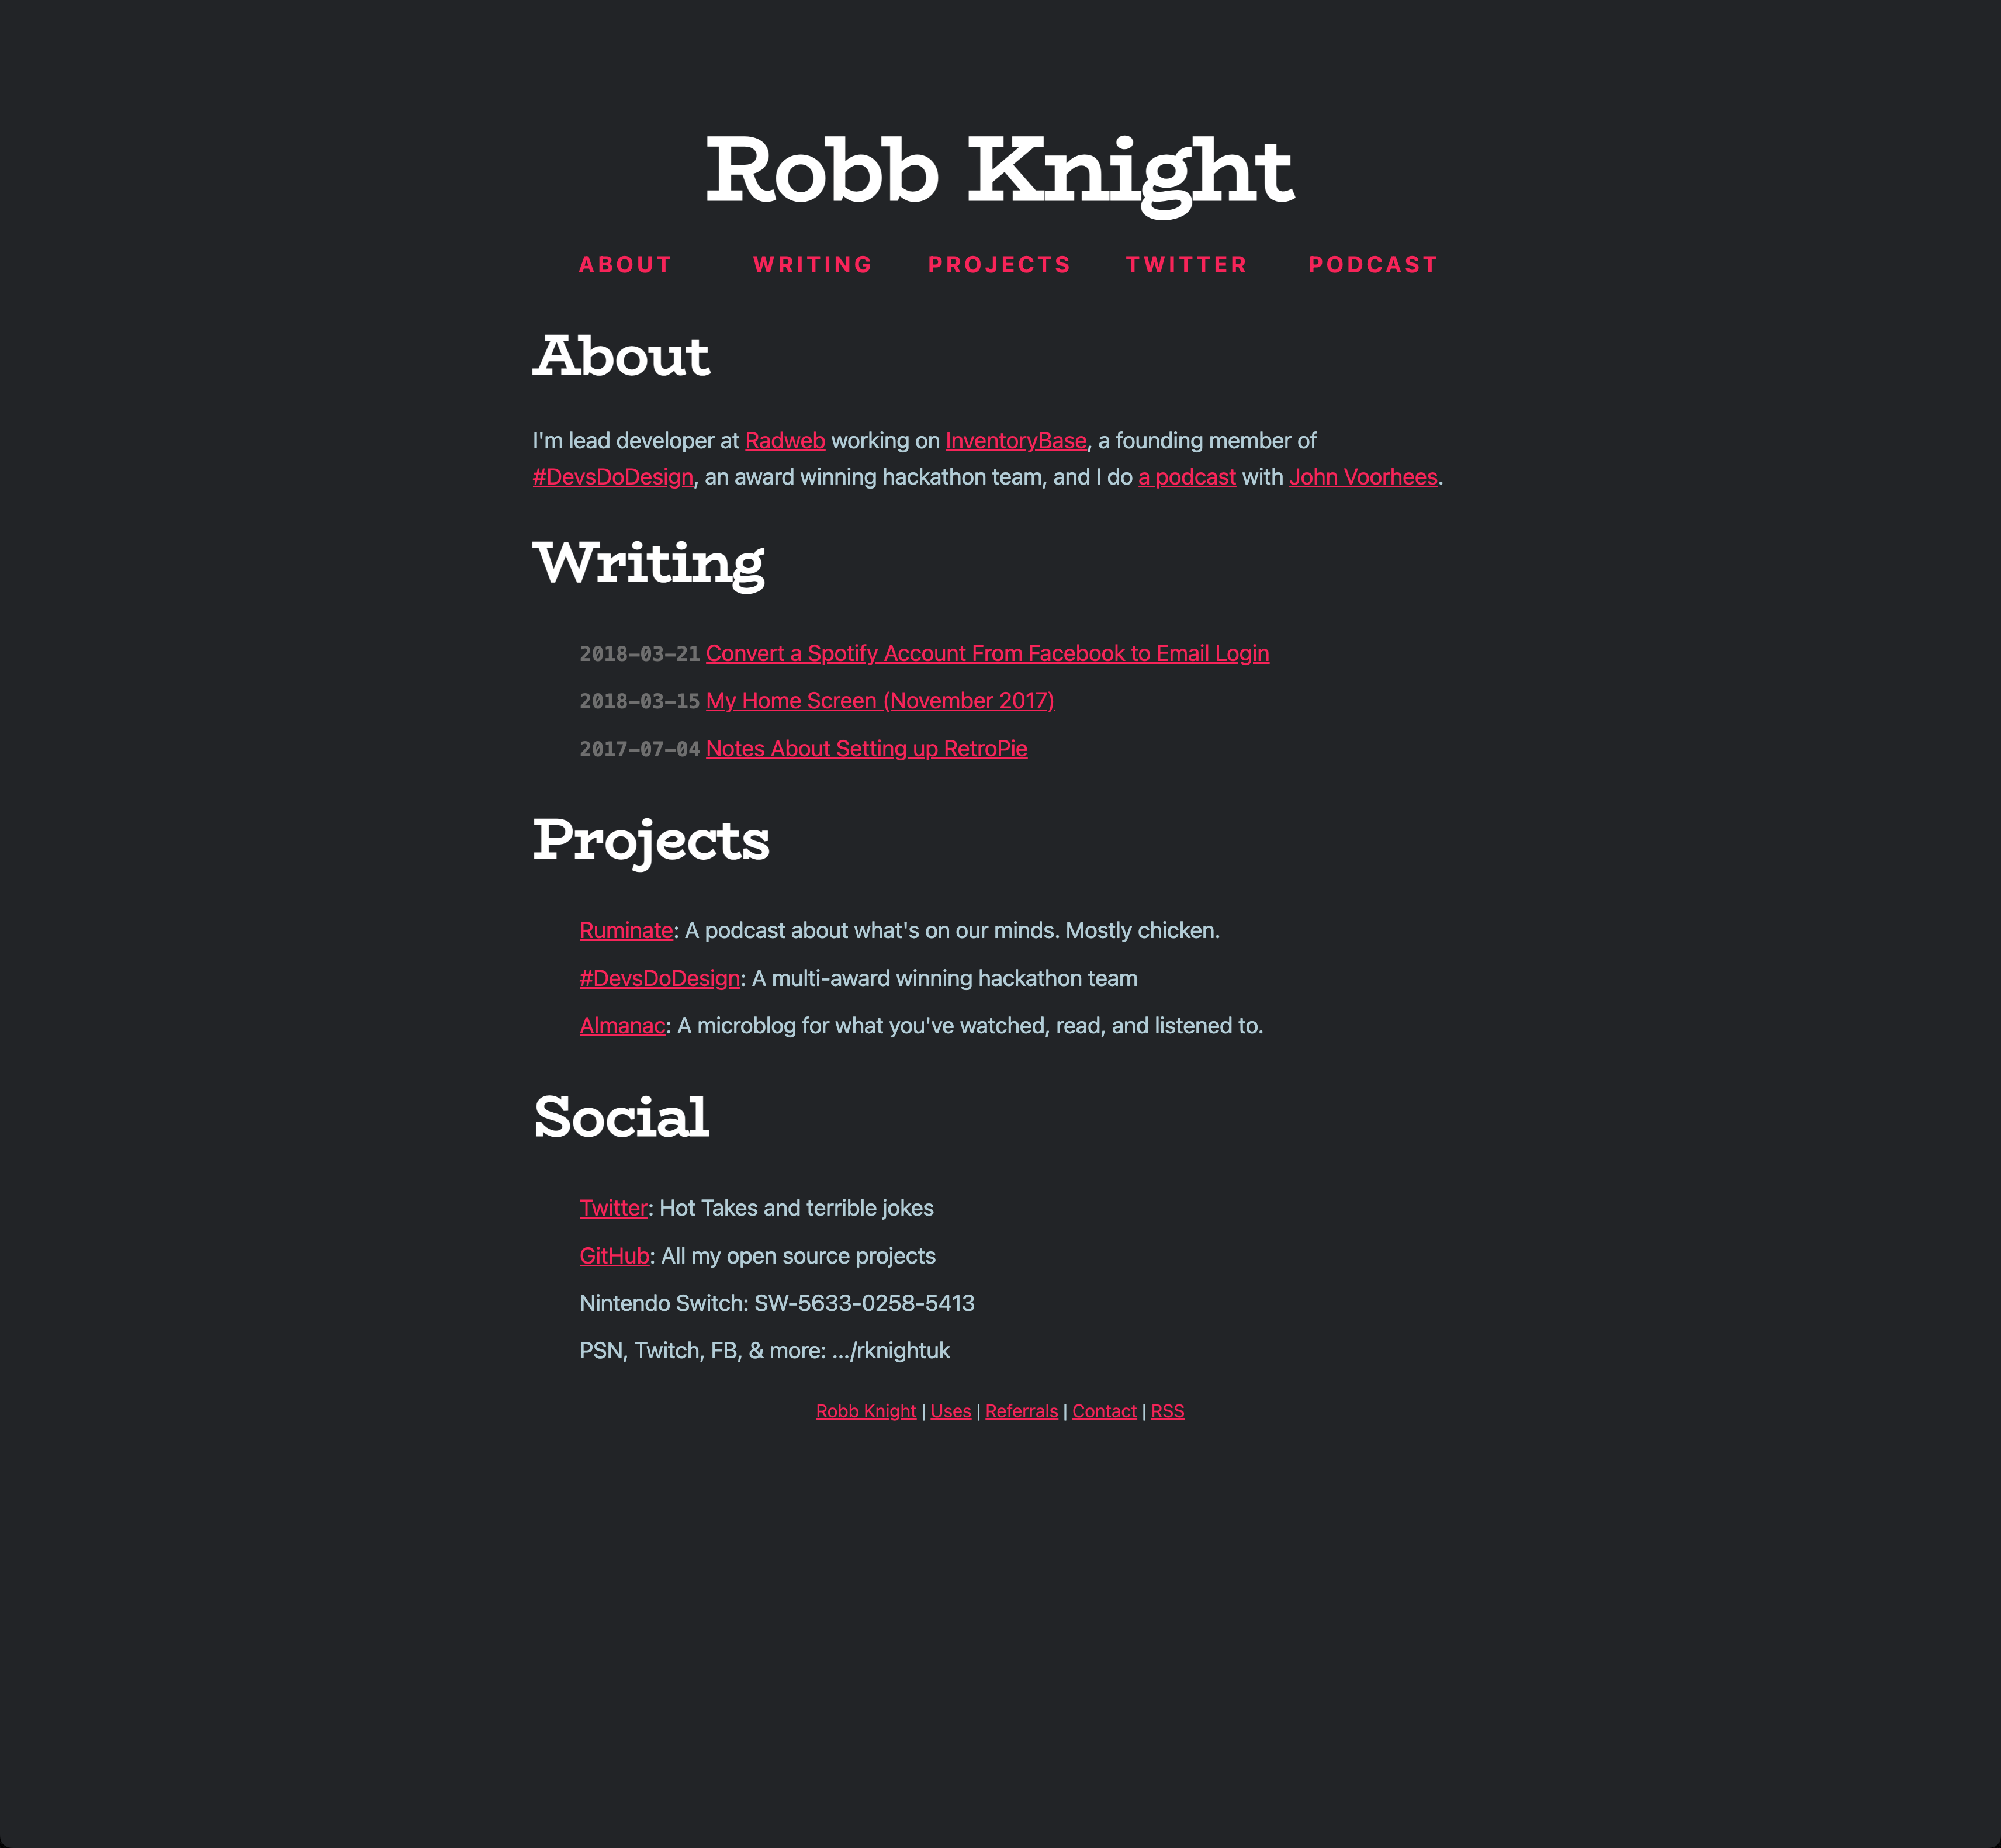 Robb Knight
ABOUT WRITING PROJECTS TWITTER PODCAST
About
I'm lead developer at Radweb working on InventoryBase, a founding member of
#DevsDoDesign, an award winning hackathon team, and I do a podcast with John Voorhees.
Writing
2018-03-21 Convert a Spotify Account From Facebook to Email Login
2018-03-15 My Home Screen (November 2017)
2017-07-04 Notes About Setting up RetroPie
Projects
Ruminate: A podcast about what's on our minds. Mostly chicken.
#DevsDoDesign: A multi-award winning hackathon team
Almanac: A microblog for what you've watched, read, and listened to.
Social
Twitter: Hot Takes and terrible jokes
GitHub: All my open source projects
Nintendo Switch: SW-5633-0258-5413
PSN, Twitch, FB, & more: .../rknightuk
Robb Knight | Uses | Referrals | Contact | RSS